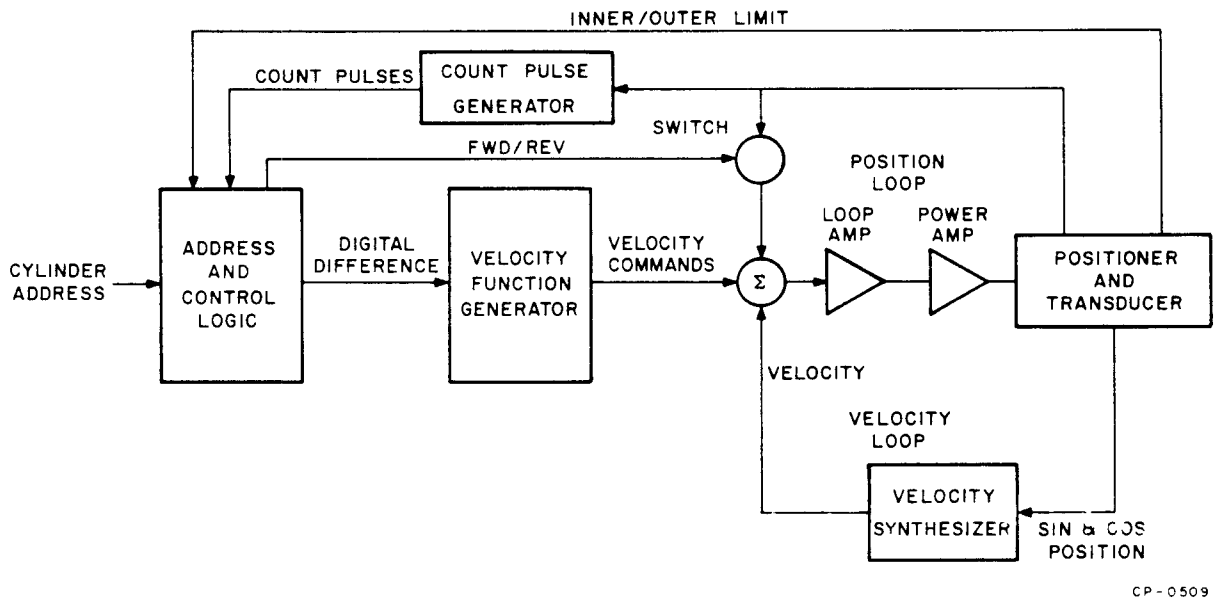 INNER/OUTER LIMIT
COUNT PULSES
COUNT PULSE
GENERATOR
SWITCH
FWD/REV
POSITION
LOOP
LOOP
AMP
POWER
AMP
CYLINDER
ADDRESS
ADDRESS
AND
CONTROL
LOGIC
DIGITAL
DIFFERENCE
VELOCITY
FUNCTION
GENERATOR
VELOCITY
COMMANDS
Σ
POSITIONER
AND
TRANSDUCER
VELOCITY
VELOCITY
LOOP
VELOCITY
SYNTHESIZER
SIN & COS
POSITION
CP-0509